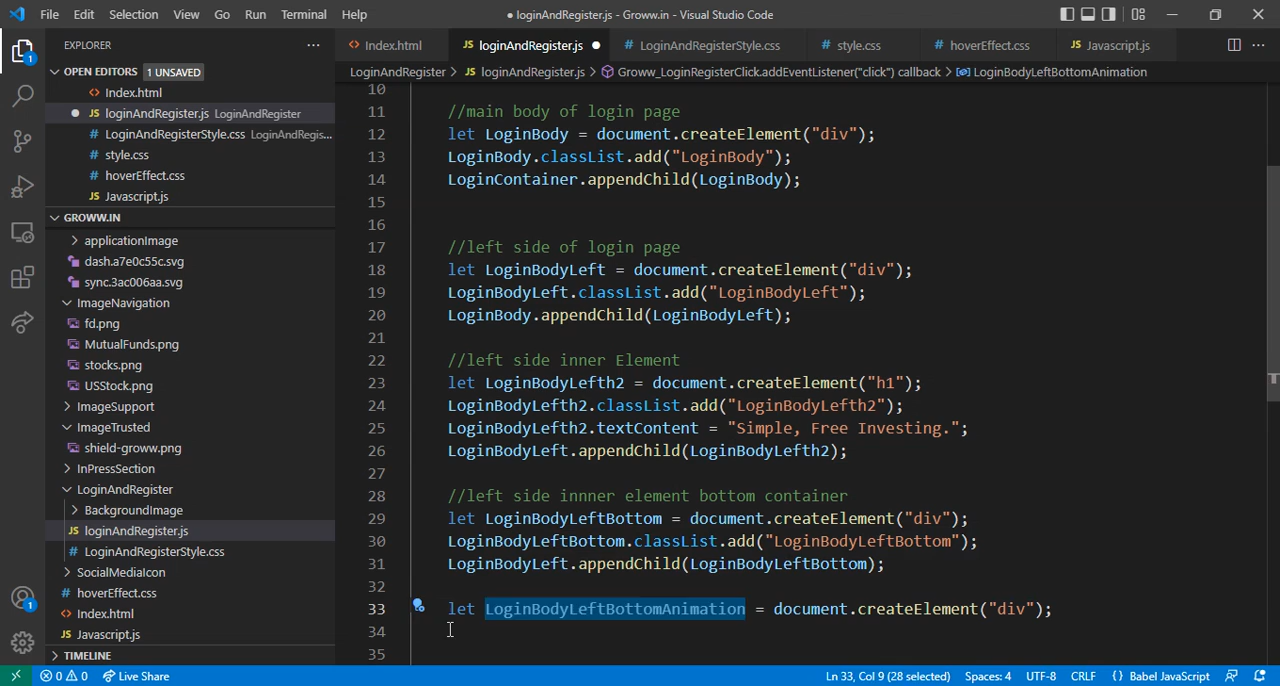 File Edit Selection View Go Run Terminal Help
● loginAndRegister.js - Groww.in - Visual Studio Code
EXPLORER
OPEN EDITORS 1 UNSAVED
Index.html
JS loginAndRegister.js LoginAndRegister
# LoginAndRegisterStyle.css LoginAndRegis...
# style.css
# hoverEffect.css
JS Javascript.js
GROWW.IN
applicationImage
dash.a7e0c55c.svg
sync.3ac006aa.svg
ImageNavigation
fd.png
MutualFunds.png
stocks.png
USStock.png
ImageSupport
ImageTrusted
shield-groww.png
InPressSection
LoginAndRegister
BackgroundImage
JS loginAndRegister.js
# LoginAndRegisterStyle.css
SocialMediaIcon
# hoverEffect.css
Index.html
JS Javascript.js
TIMELINE
1
1
Index.html JS loginAndRegister.js ● # LoginAndRegisterStyle.css # style.css # hoverEffect.css JS Javascript.js
LoginAndRegister > JS loginAndRegister.js > Groww_LoginRegisterClick.addEventListener("click") callback > LoginBodyLeftBottomAnimation
10
11 //main body of login page
12 let LoginBody = document.createElement("div");
13 LoginBody.classList.add("LoginBody");
14 LoginContainer.appendChild(LoginBody);
15
16
17 //left side of login page
18 let LoginBodyLeft = document.createElement("div");
19 LoginBodyLeft.classList.add("LoginBodyLeft");
20 LoginBody.appendChild(LoginBodyLeft);
21
22 //left side inner Element
23 let LoginBodyLefth2 = document.createElement("h1");
24 LoginBodyLefth2.classList.add("LoginBodyLefth2");
25 LoginBodyLefth2.textContent = "Simple, Free Investing.";
26 LoginBodyLeft.appendChild(LoginBodyLefth2);
27
28 //left side innner element bottom container
29 let LoginBodyLeftBottom = document.createElement("div");
30 LoginBodyLeftBottom.classList.add("LoginBodyLeftBottom");
31 LoginBodyLeft.appendChild(LoginBodyLeftBottom);
32
33 let LoginBodyLeftBottomAnimation = document.createElement("div");
34
35
0 0 Live Share Ln 33, Col 9 (28 selected) Spaces: 4 UTF-8 CRLF {} Babel JavaScript